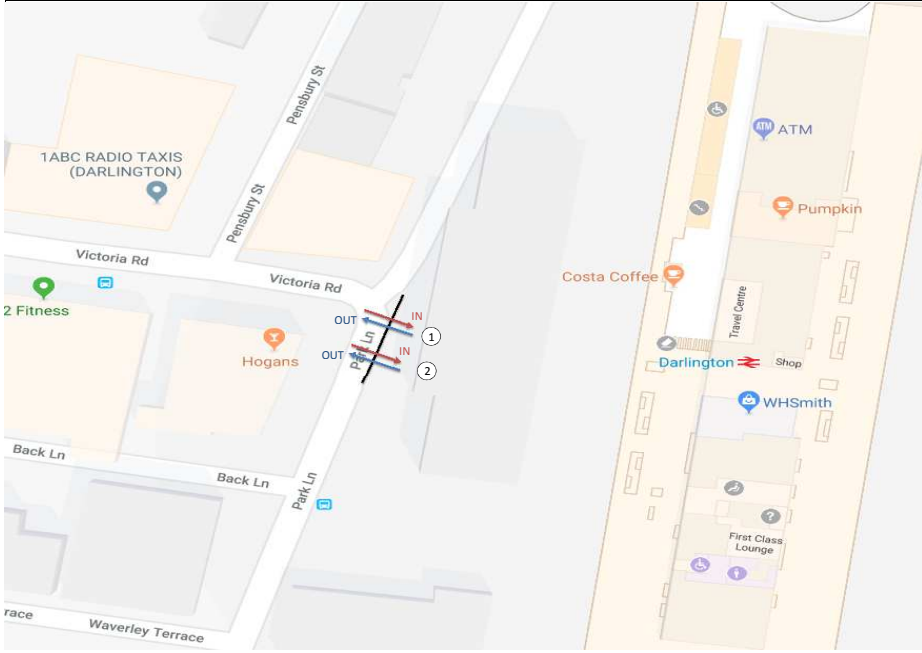 Pensbury St
ATM
ATM
1ABC RADIO TAXIS
(DARLINGTON)
Pensbury St
Pumpkin
Victoria Rd
Costa Coffee
Victoria Rd
2 Fitness
Travel Centre
OUT
IN
1
Park Ln
Hogans
OUT
IN
2
Darlington
Shop
WHSmith
Back Ln
Back Ln
Park Ln
?
First Class
Lounge
race
Waverley Terrace